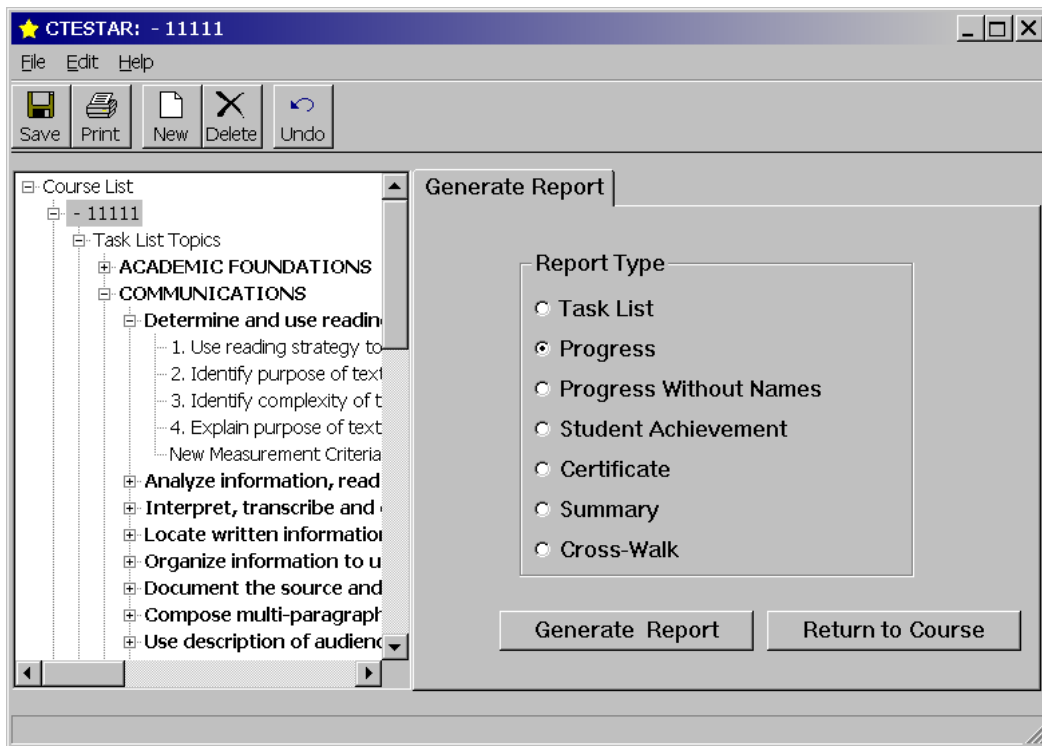 CTESTAR: - 11111
File Edit Help
Save Print New Delete Undo
Course List
- 11111
Task List Topics
ACADEMIC FOUNDATIONS
COMMUNICATIONS
Determine and use readin
1. Use reading strategy to
2. Identify purpose of text
3. Identify complexity of t
4. Explain purpose of text
New Measurement Criteria
Analyze information, read
Interpret, transcribe and
Locate written information
Organize information to u
Document the source and
Compose multi-paragraph
Use description of audienc
Generate Report
Report Type
Task List
Progress
Progress Without Names
Student Achievement
Certificate
Summary
Cross-Walk
Generate Report
Return to Course